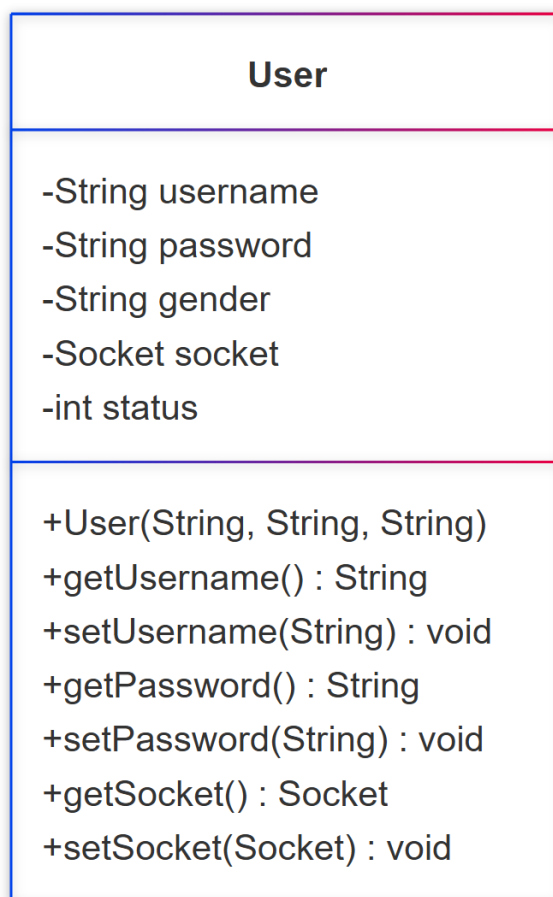 User
-String username
-String password
-String gender
-Socket socket
-int status
+User(String, String, String)
+getUsername() : String
+setUsername(String) : void
+getPassword() : String
+setPassword(String) : void
+getSocket() : Socket
+setSocket(Socket) : void